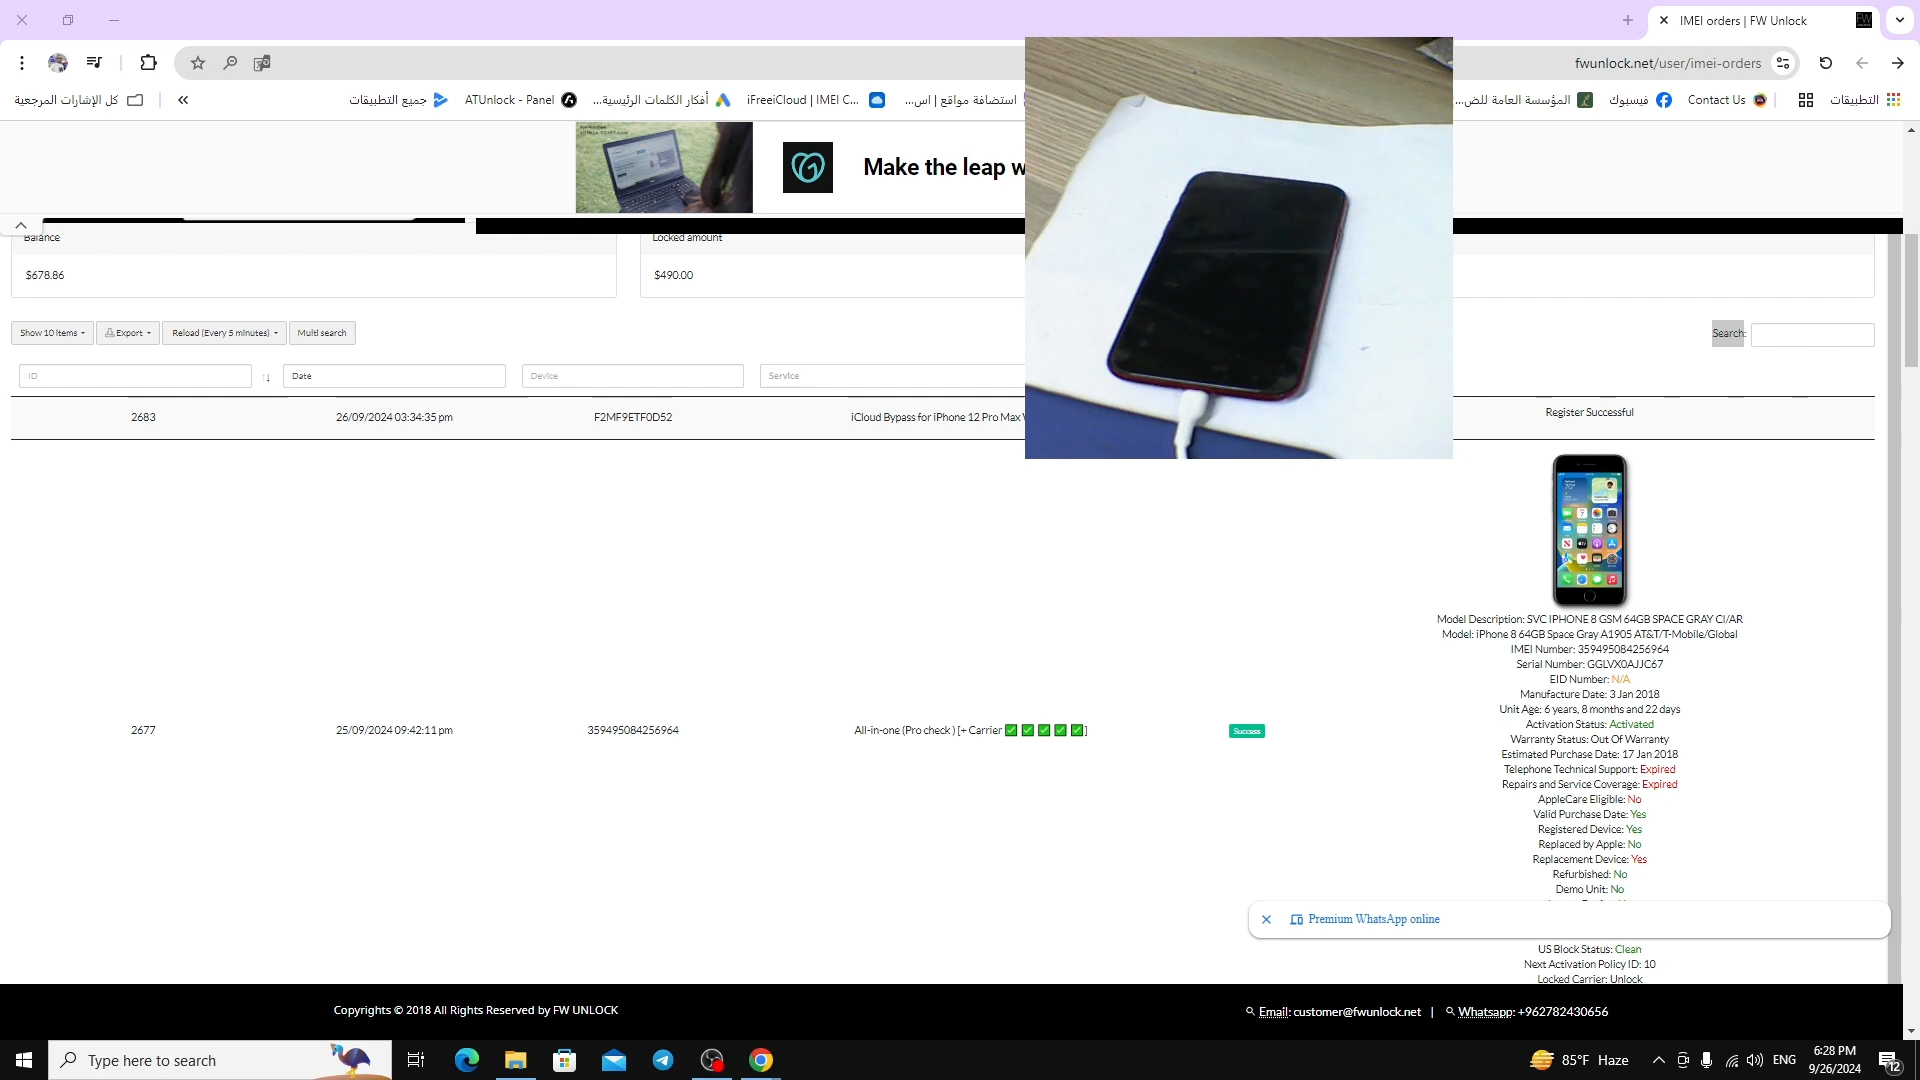 IMEI orders | FW Unlock
fwunlock.net/user/imei-orders
كل الإشارات المرجعية
جميع التطبيقات
ATUnlock - Panel
أفكار الكلمات الرئيسية...
iFreeiCloud | IMEI C...
استضافة مواقع | اس...
المؤسسة العامة للض...
فيسبوك
Contact Us
التطبيقات
Make the leap w
Balance
Locked amount
$678.86
$490.00
Show 10 items
Export
Reload (Every 5 minutes)
Multi search
Search:
ID
Date
Device
Service
2683
26/09/2024 03:34:35 pm
F2MF9ETF0D52
iCloud Bypass for iPhone 12 Pro Max
Register Successful
2677
25/09/2024 09:42:11 pm
359495084256964
All-in-one (Pro check ) [+ Carrier ✅ ✅ ✅ ✅ ✅]
Success
Model Description: SVC IPHONE 8 GSM 64GB SPACE GRAY CI/AR
Model: iPhone 8 64GB Space Gray A1905 AT&T/T-Mobile/Global
IMEI Number: 359495084256964
Serial Number: GGLVX0AJJC67
EID Number: N/A
Manufacture Date: 3 Jan 2018
Unit Age: 6 years, 8 months and 22 days
Activation Status: Activated
Warranty Status: Out Of Warranty
Estimated Purchase Date: 17 Jan 2018
Telephone Technical Support: Expired
Repairs and Service Coverage: Expired
AppleCare Eligible: No
Valid Purchase Date: Yes
Registered Device: Yes
Replaced by Apple: No
Replacement Device: Yes
Refurbished: No
Demo Unit: No
Premium WhatsApp online
US Block Status: Clean
Next Activation Policy ID: 10
Locked Carrier: Unlock
Copyrights © 2018 All Rights Reserved by FW UNLOCK
Email: customer@fwunlock.net | Whatsapp: +962782430656
Type here to search
85°F Haze
ENG
6:28 PM
9/26/2024
12